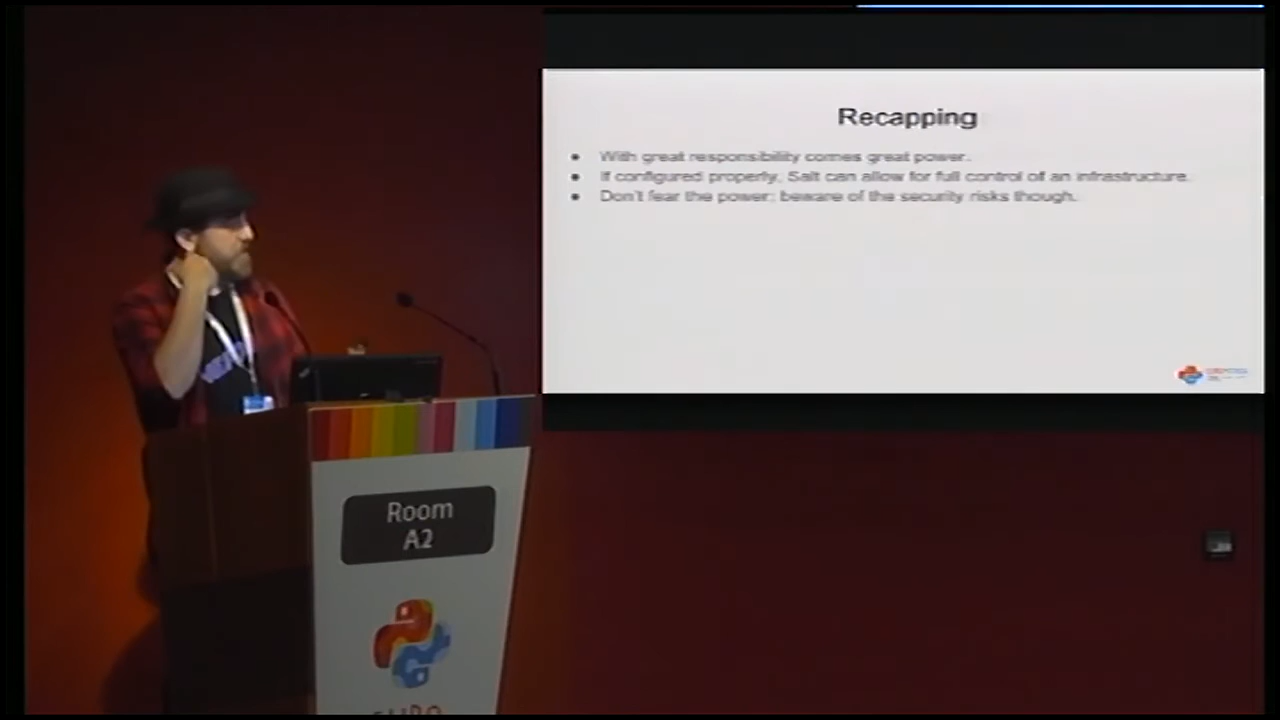 Recapping
● With great responsibility comes great power.
● If configured properly, Salt can allow for full control of an infrastructure.
● Don't fear the power; beware of the security risks though.
Room
A2
EURO